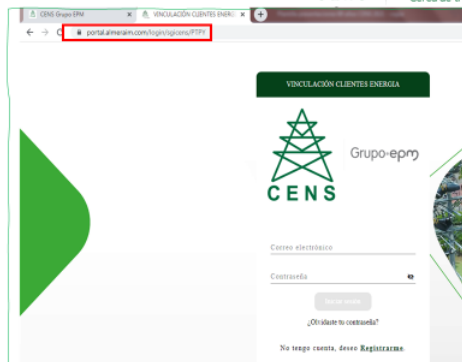 CENS Grupo EPM
VINCULACIÓN CLIENTES ENERG
portal.almeraim.com/login/sgicens/PTPY
VINCULACIÓN CLIENTES ENERGIA
CENS
Grupo-epm
Correo electrónico
Contraseña
Iniciar sesión
¿Olvidaste tu contraseña?
No tengo cuenta, deseo Registrarme.